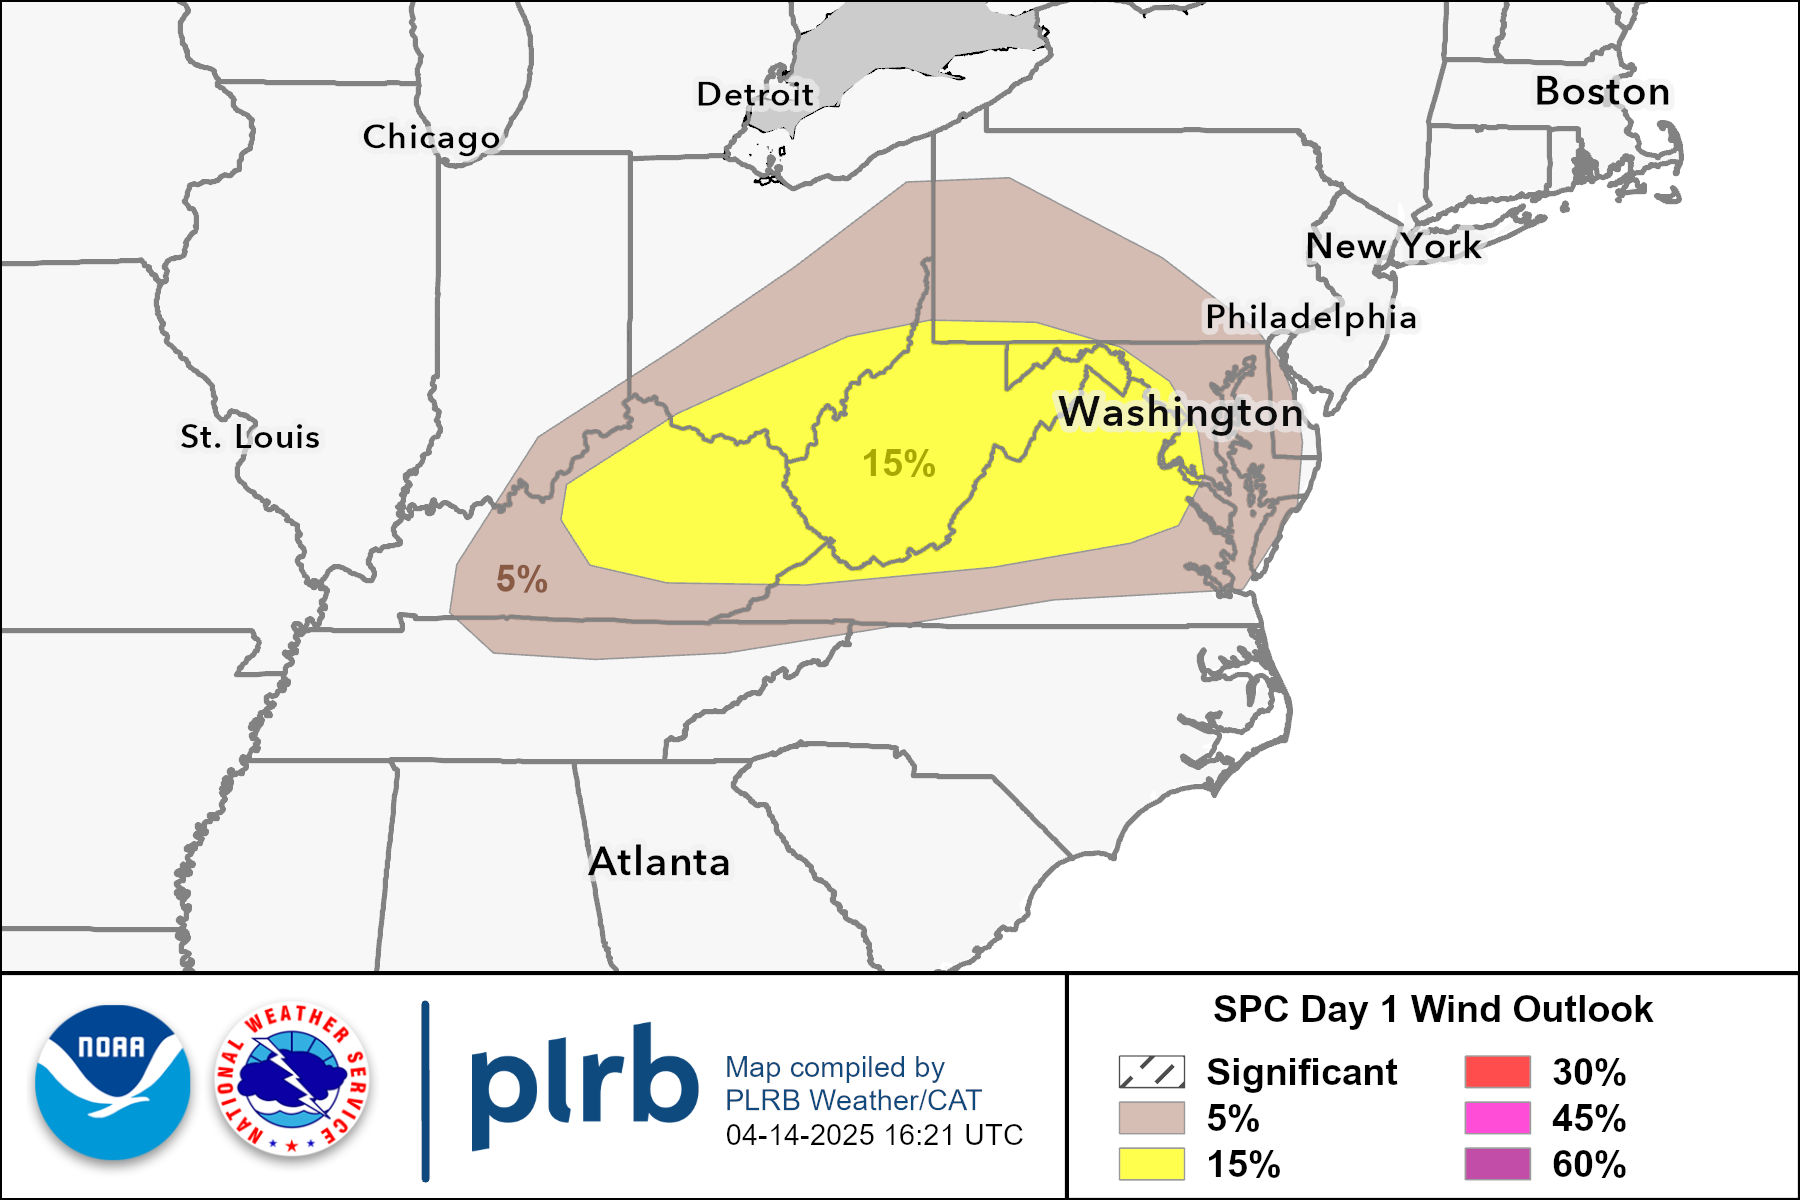 Detroit
Boston
Chicago
New York
Philadelphia
Washington
St. Louis
15%
5%
Atlanta
NOAA
NATIONAL WEATHER SERVICE
plrb
Map compiled by
PLRB Weather/CAT
04-14-2025 16:21 UTC
SPC Day 1 Wind Outlook
Significant
5%
15%
30%
45%
60%